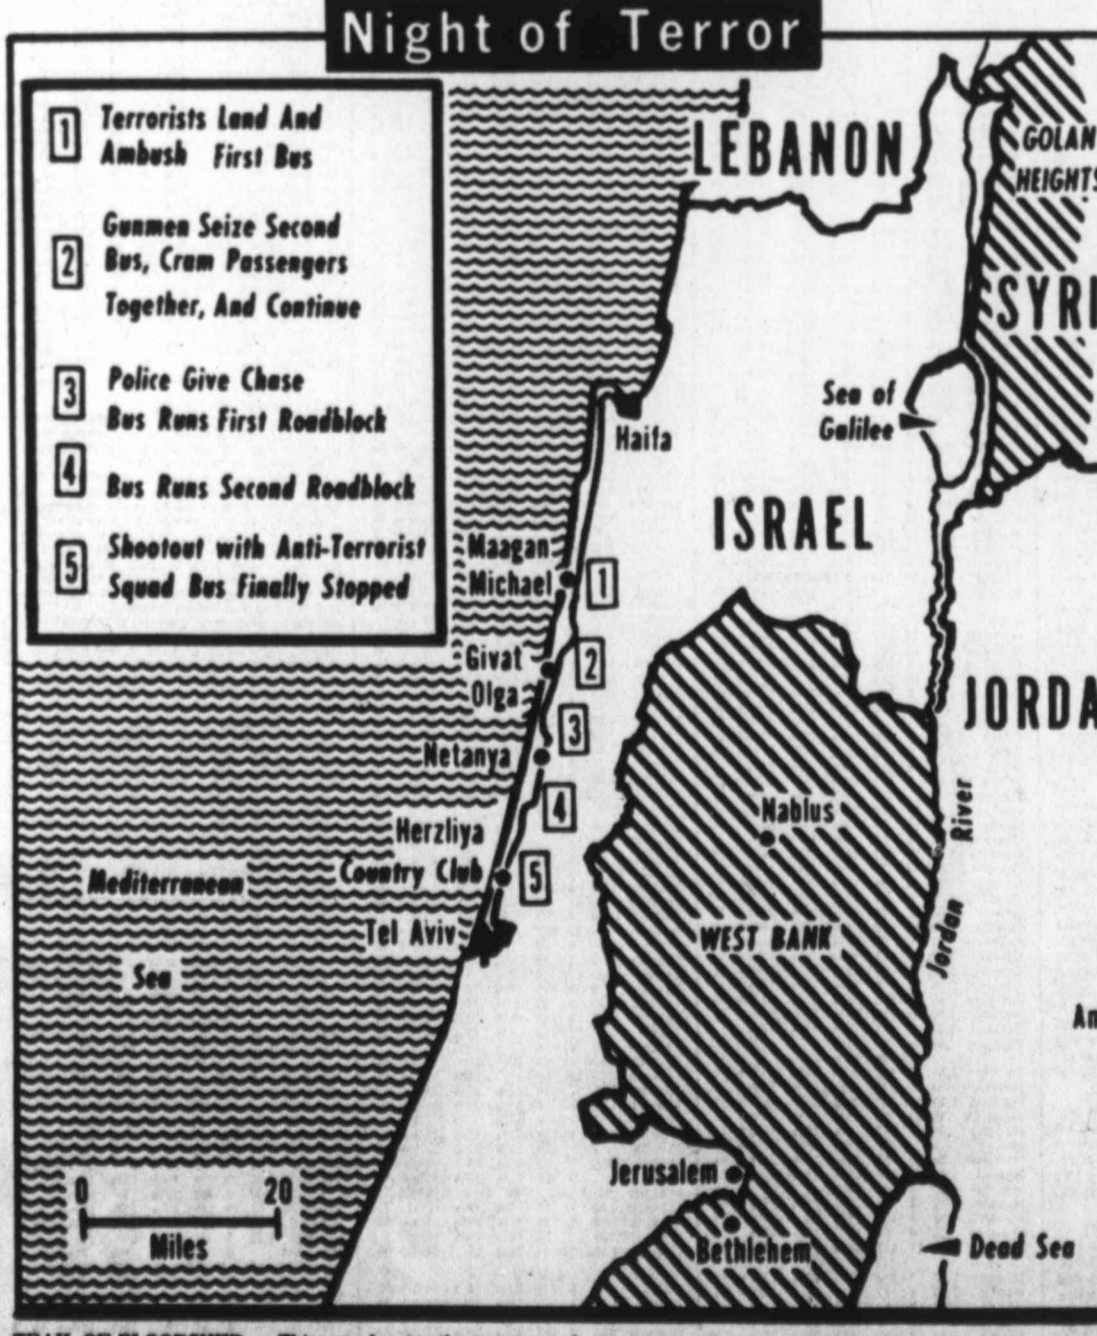 Night of Terror
1 Terrorists Land And
Ambush First Bus
2 Gunmen Seize Second
Bus, Cram Passengers
Together, And Continue
3 Police Give Chase
Bus Runs First Roadblock
4 Bus Runs Second Roadblock
5 Shootout with Anti-Terrorist
Squad Bus Finally Stopped
LEBANON
GOLAN
HEIGHTS
SYRI
Sea of
Galilee
Haifa
ISRAEL
Maagan
Michael
1
Givat
Olga
2
JORDA
3
Netanya
4
Nablus
Jordan River
Herzliya
Country Club
5
Mediterranean
Sea
Tel Aviv
WEST BANK
Am
0 20
Miles
Jerusalem
Bethlehem
Dead Sea